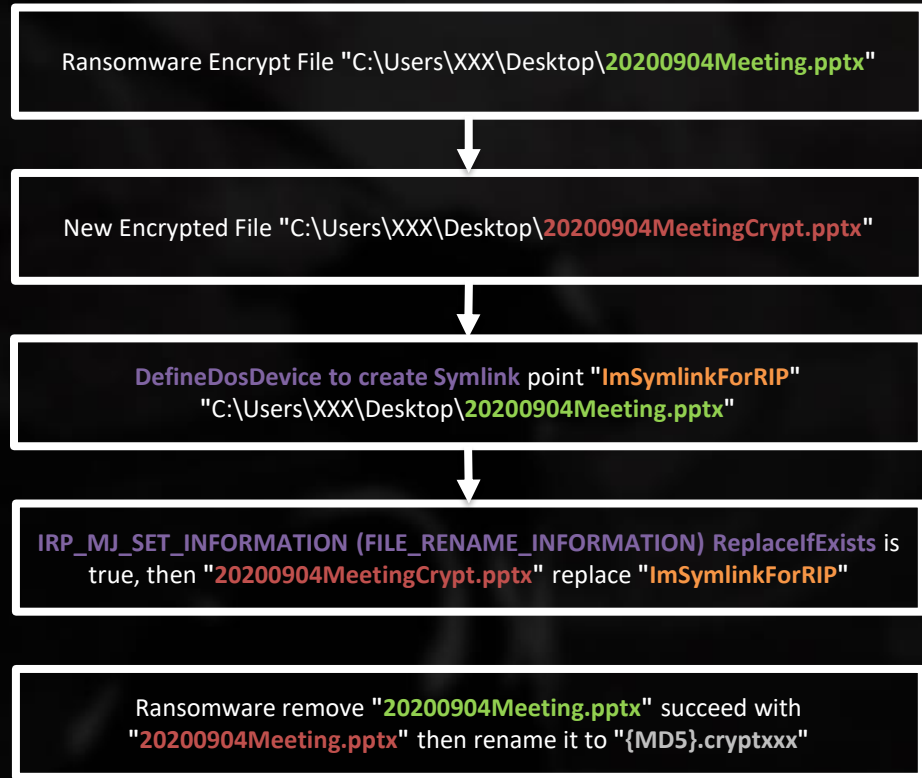 Ransomware Encrypt File "C:\Users\XXX\Desktop\20200904Meeting.pptx"
New Encrypted File "C:\Users\XXX\Desktop\20200904MeetingCrypt.pptx"
DefineDosDevice to create Symlink point "ImSymlinkForRIP"
"C:\Users\XXX\Desktop\20200904Meeting.pptx"
IRP_MJ_SET_INFORMATION (FILE_RENAME_INFORMATION) ReplaceIfExists is
true, then "20200904MeetingCrypt.pptx" replace "ImSymlinkForRIP"
Ransomware remove "20200904Meeting.pptx" succeed with
"20200904Meeting.pptx" then rename it to "{MD5}.cryptxxx"